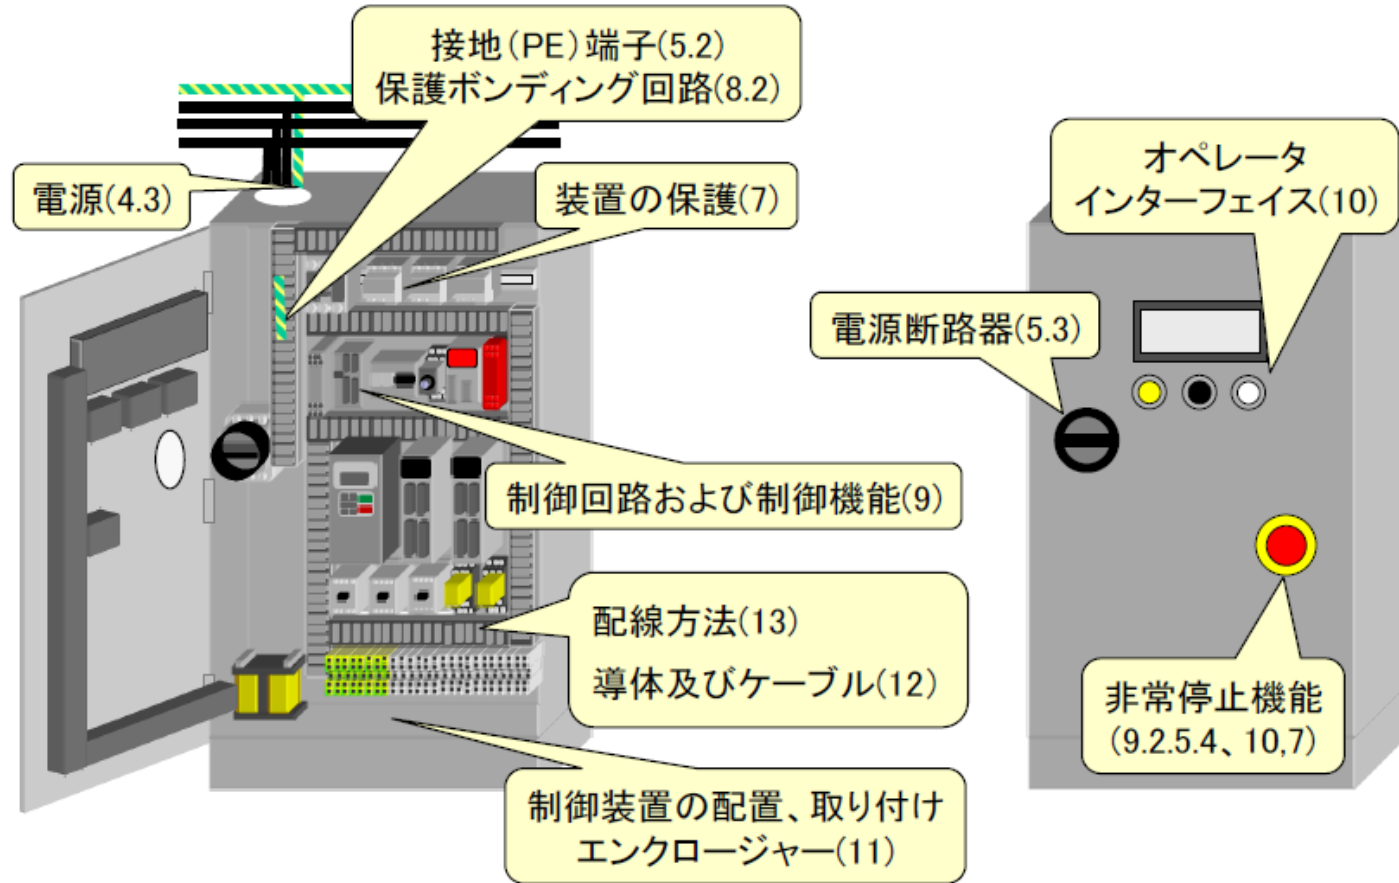 接地(PE)端子(5.2)
保護ボンディング回路(8.2)
電源(4.3)
装置の保護(7)
オペレータ
インターフェイス(10)
電源断路器(5.3)
制御回路および制御機能(9)
配線方法(13)
導体及びケーブル(12)
非常停止機能
(9.2.5.4、10,7)
制御装置の配置、取り付け
エンクロージャー(11)